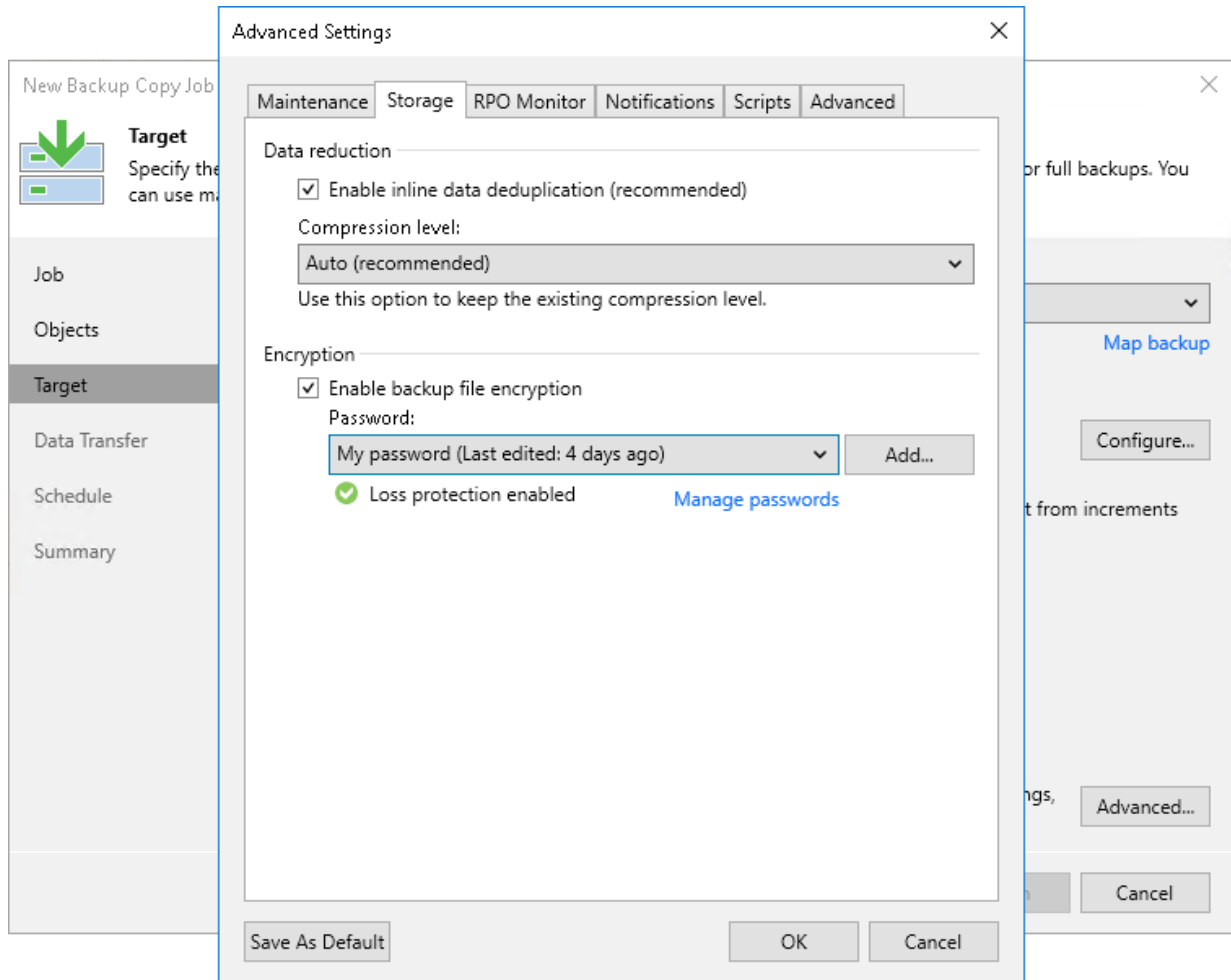 Advanced Settings
New Backup Copy Job
Target
Specify the
or full backups. You
can use ma
Job
Objects
Target
Data Transfer
Schedule
Summary
Maintenance
Storage
RPO Monitor
Notifications
Scripts
Advanced
Data reduction
Enable inline data deduplication (recommended)
Compression level:
Auto (recommended)
Use this option to keep the existing compression level.
Encryption
Enable backup file encryption
Password:
My password (Last edited: 4 days ago)
Add...
Loss protection enabled
Manage passwords
Map backup
Configure...
t from increments
ngs,
Advanced...
Cancel
Save As Default
OK
Cancel